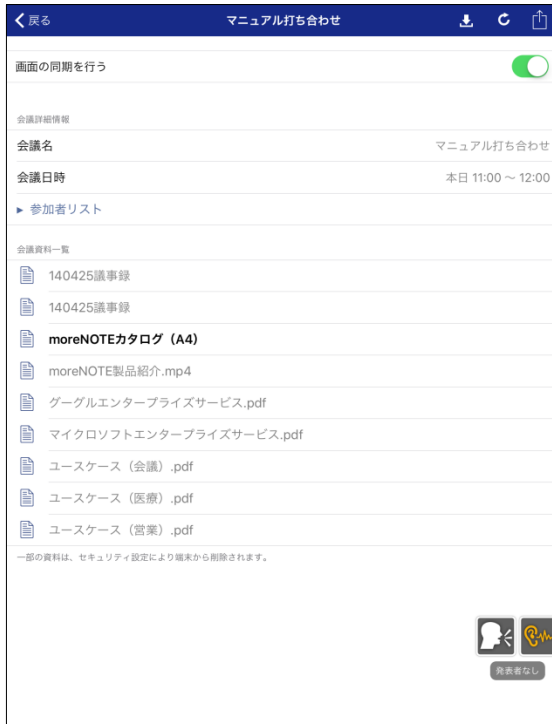 戻る
マニュアル打ち合わせ
画面の同期を行う
会議詳細情報
会議名 マニュアル打ち合わせ
会議日時 本日 11:00 ～ 12:00
▸ 参加者リスト
会議資料一覧
140425議事録
140425議事録
moreNOTEカタログ（A4）
moreNOTE製品紹介.mp4
グーグルエンタープライズサービス.pdf
マイクロソフトエンタープライズサービス.pdf
ユースケース（会議）.pdf
ユースケース（医療）.pdf
ユースケース（営業）.pdf
一部の資料は、セキュリティ設定により端末から削除されます。
発表者なし